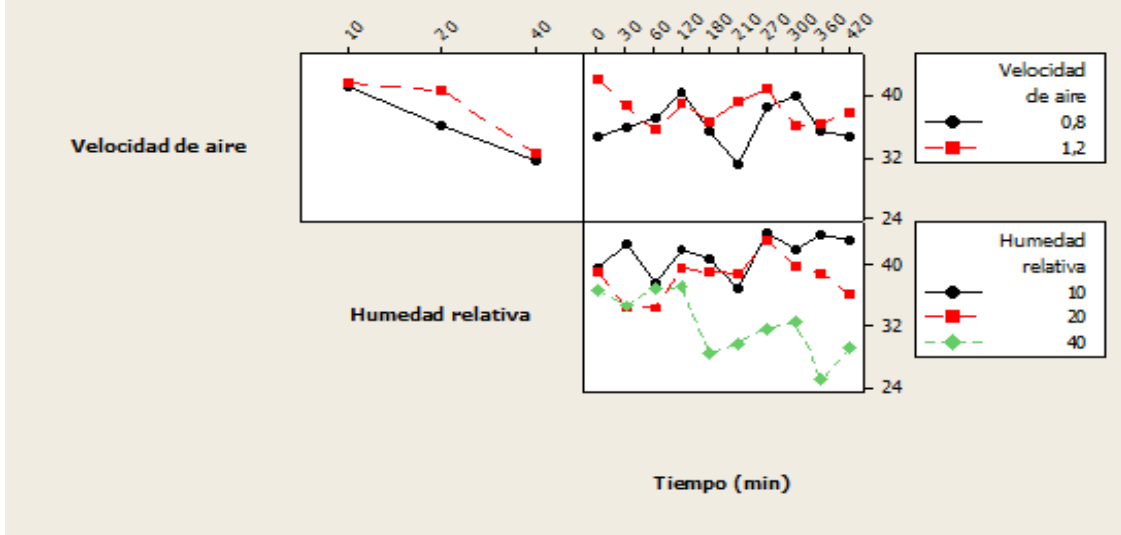 10 20 40 0 30 60 120 180 210 270 300 360 420
Velocidad de aire
40
32
24
Velocidad
de aire
0,8
1,2
Humedad relativa
40
32
24
Humedad
relativa
10
20
40
Tiempo (min)